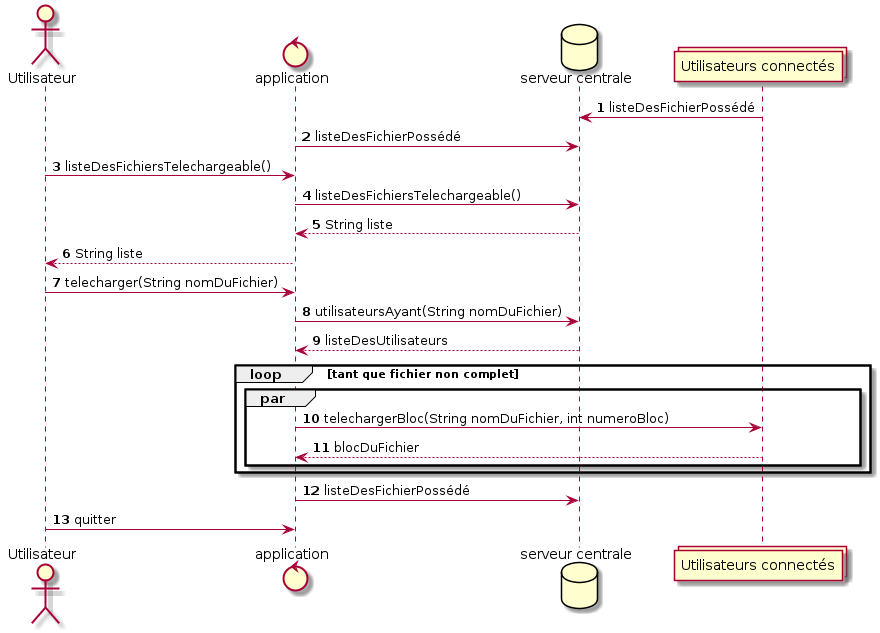 Utilisateur
application
serveur centrale
Utilisateurs connectés
1 listeDesFichierPossédé
2 listeDesFichierPossédé
3 listeDesFichiersTelechargeable()
4 listeDesFichiersTelechargeable()
5 String liste
6 String liste
7 telecharger(String nomDuFichier)
8 utilisateursAyant(String nomDuFichier)
9 listeDesUtilisateurs
loop [tant que fichier non complet]
par
10 telechargerBloc(String nomDuFichier, int numeroBloc)
11 blocDuFichier
12 listeDesFichierPossédé
13 quitter
Utilisateur
application
serveur centrale
Utilisateurs connectés